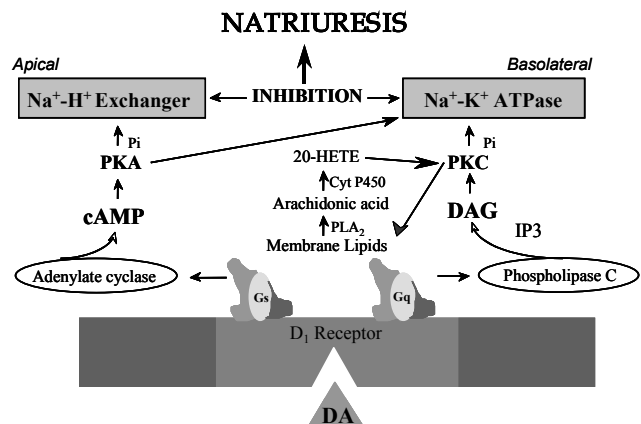 NATRIURESIS
Apical
Basolateral
Na⁺-H⁺ Exchanger
INHIBITION
Na⁺-K⁺ ATPase
Pi
Pi
PKA
20-HETE
PKC
Cyt P450
cAMP
Arachidonic acid
DAG
PLA₂
IP3
Membrane Lipids
Adenylate cyclase
Phospholipase C
Gs
Gq
D₁ Receptor
DA